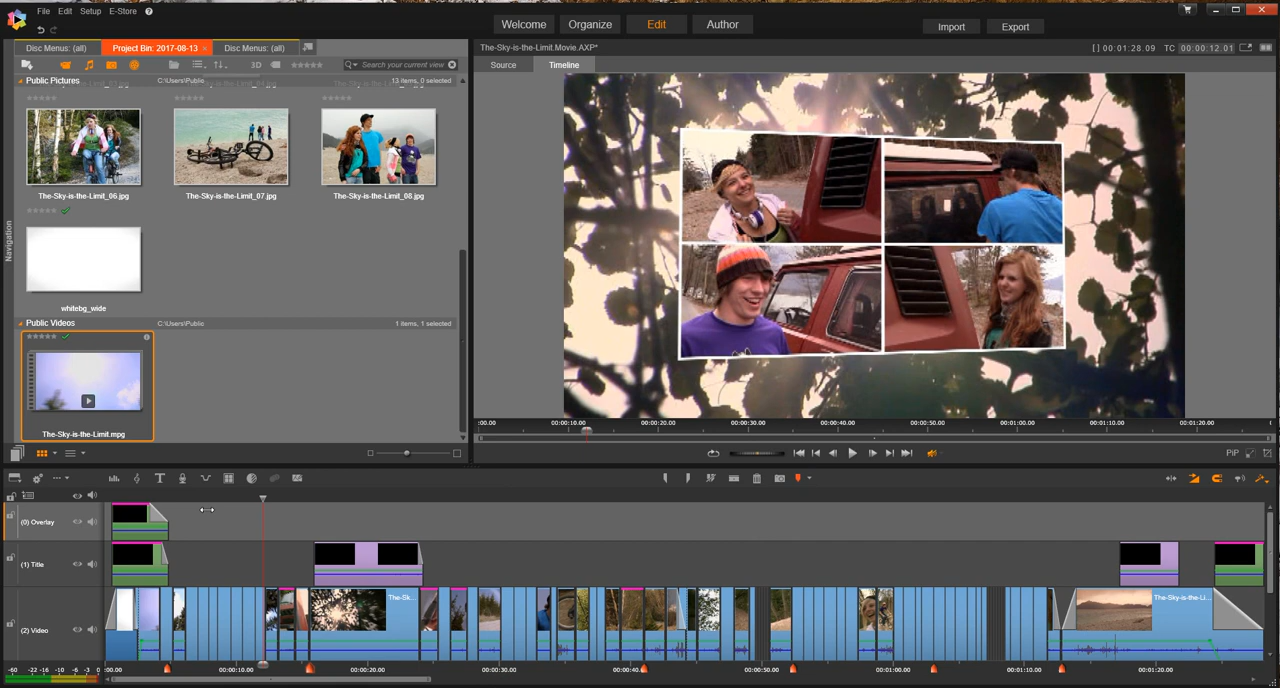 File Edit Setup E-Store ?
Welcome Organize Edit Author
Import Export
Disc Menus: (all) Project Bin: 2017-08-13 × Disc Menus: (all)
The-Sky-is-the-Limit.Movie.AXP*
[ ] 00:01:28.09 TC 00:00:12.01
3D Search your current view
Source Timeline
Public Pictures C:\Users\Public 13 items, 0 selected
The-Sky-is-the-Limit_06.jpg The-Sky-is-the-Limit_07.jpg The-Sky-is-the-Limit_08.jpg
Navigation
whitebg_wide
Public Videos C:\Users\Public 1 items, 1 selected
The-Sky-is-the-Limit.mpg
:00.00 00:00:10.00 00:00:20.00 00:00:30.00 00:00:40.00 00:00:50.00 00:01:00.00 00:01:10.00 00:01:20.00
PiP
(0) Overlay
(1) Title
(2) Video
The-Sk...
The-Sky-is-the-Li...
-60 -22 -16 -10 -6 -3 0
:00.00 00:00:10.00 00:00:20.00 00:00:30.00 00:00:40.0 00:00:50.00 00:01:00.00 00:01:10.00 00:01:20.00